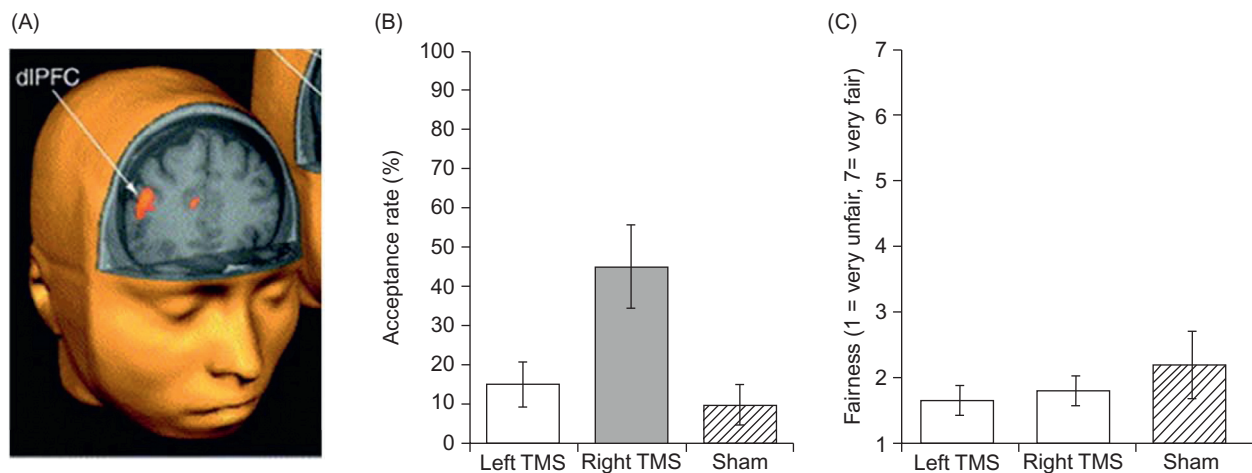 (A)
dlPFC
(B)
Acceptance rate (%)
100
90
80
70
60
50
40
30
20
10
0
Left TMS
Right TMS
Sham
(C)
Fairness (1 = very unfair, 7= very fair)
7
6
5
4
3
2
1
Left TMS
Right TMS
Sham